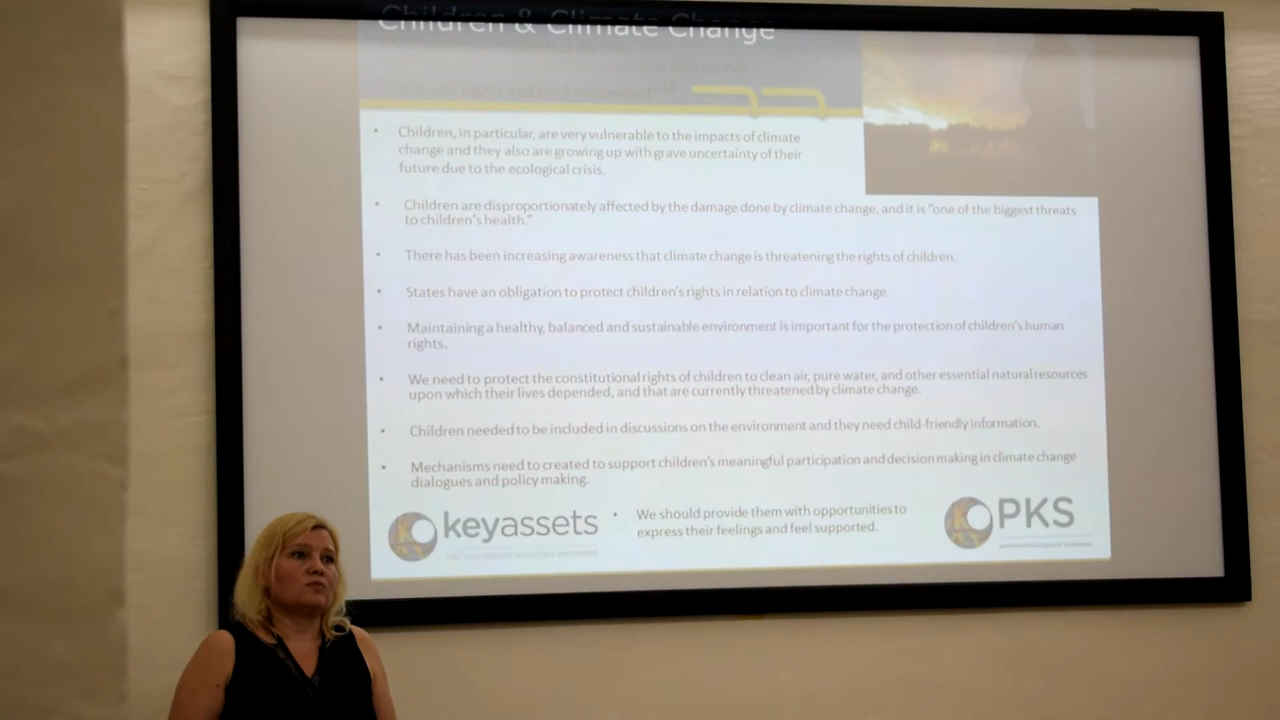 Children & Climate Change
• Children, in particular, are very vulnerable to the impacts of climate
change and they also are growing up with grave uncertainty of their
future due to the ecological crisis.
• Children are disproportionately affected by the damage done by climate change, and it is "one of the biggest threats
to children's health."
• There has been increasing awareness that climate change is threatening the rights of children.
• States have an obligation to protect children's rights in relation to climate change.
• Maintaining a healthy, balanced and sustainable environment is important for the protection of children's human
rights.
• We need to protect the constitutional rights of children to clean air, pure water, and other essential natural resources
upon which their lives depended, and that are currently threatened by climate change.
• Children needed to be included in discussions on the environment and they need child-friendly information.
• Mechanisms need to created to support children's meaningful participation and decision making in climate change
dialogues and policy making.
• We should provide them with opportunities to
express their feelings and feel supported.
keyassets
PKS